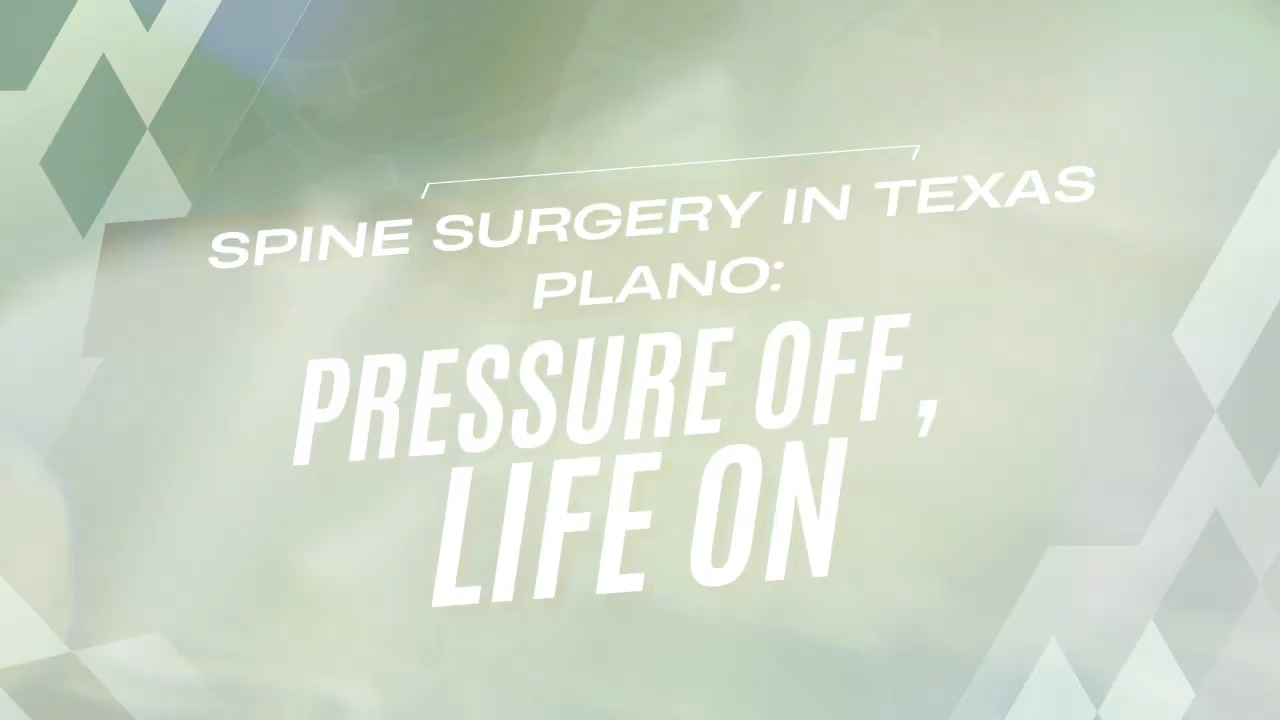 SPINE SURGERY IN TEXAS
PLANO:
PRESSURE OFF,
LIFE ON